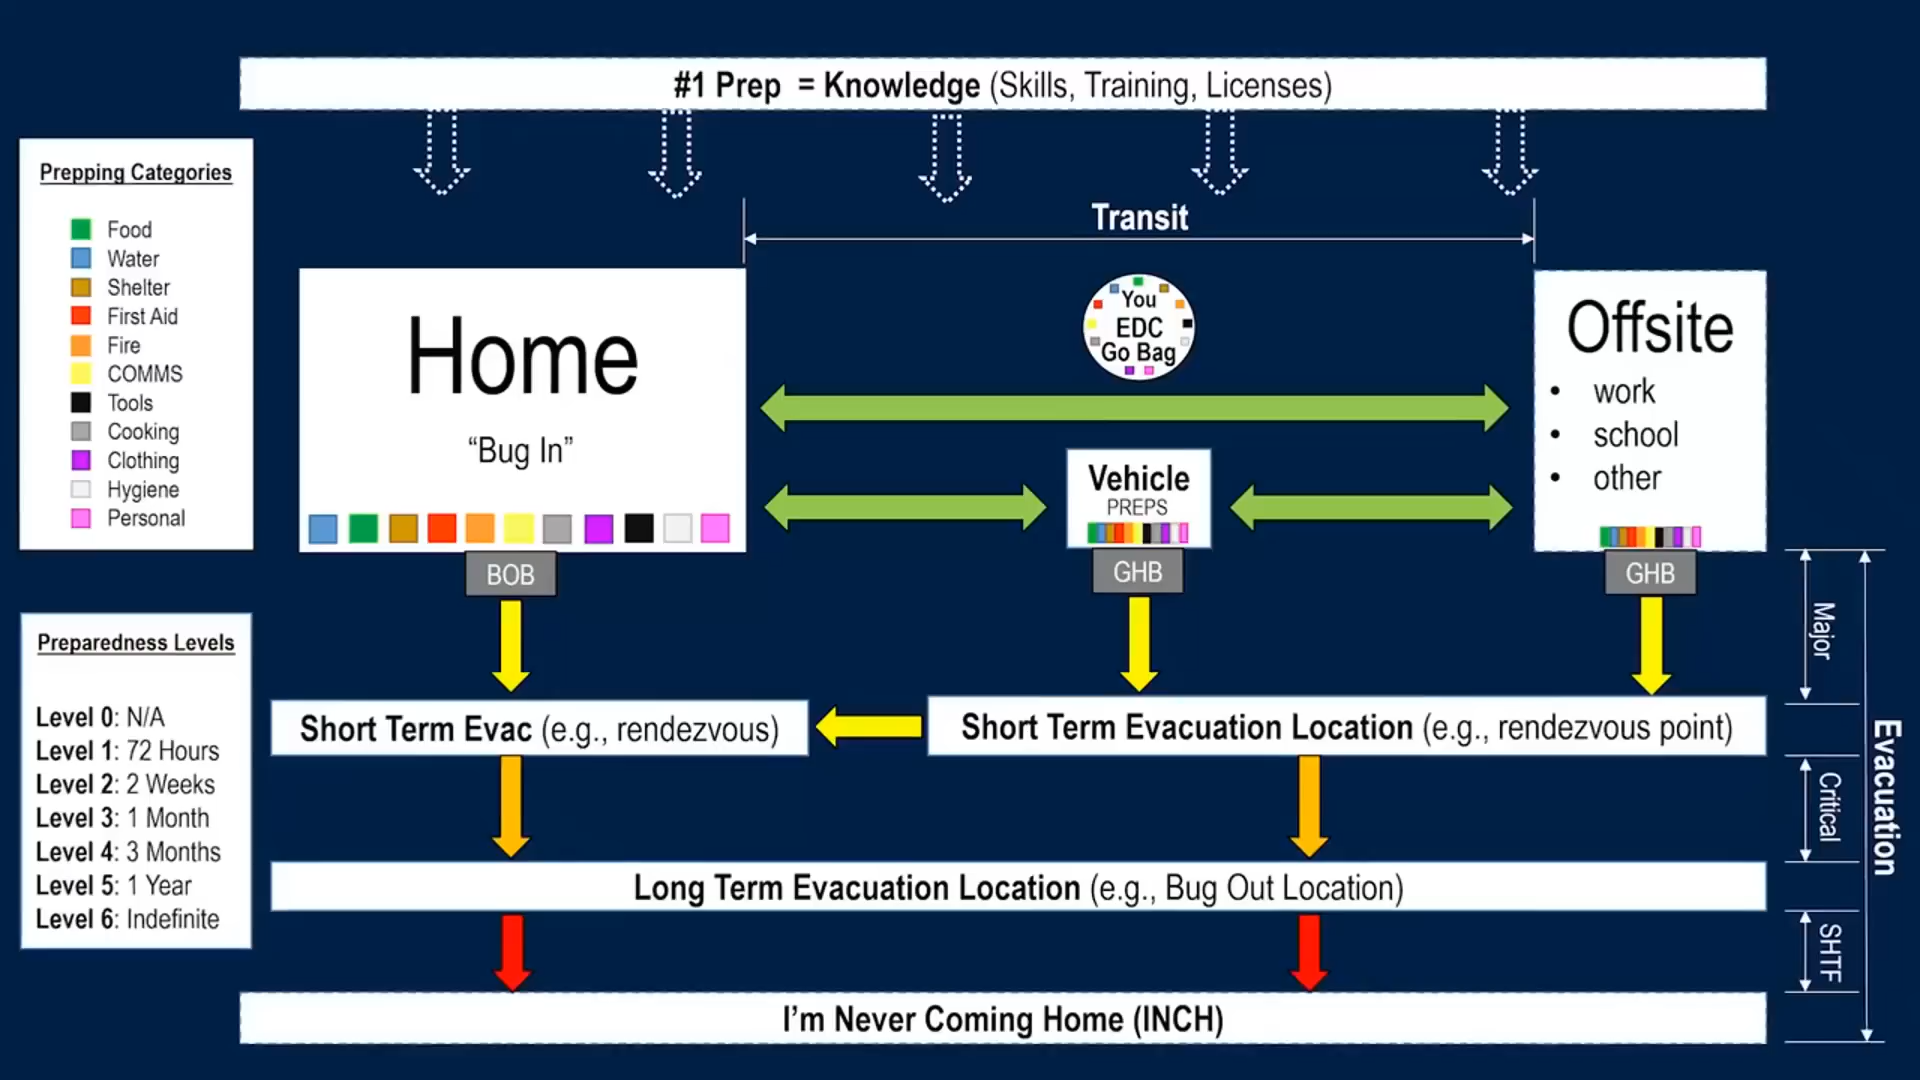 #1 Prep = Knowledge (Skills, Training, Licenses)
Prepping Categories
Food
Water
Shelter
First Aid
Fire
COMMS
Tools
Cooking
Clothing
Hygiene
Personal
Transit
Home
“Bug In”
BOB
You
EDC
Go Bag
Vehicle
PREPS
GHB
Offsite
• work
• school
• other
GHB
Preparedness Levels
Level 0: N/A
Level 1: 72 Hours
Level 2: 2 Weeks
Level 3: 1 Month
Level 4: 3 Months
Level 5: 1 Year
Level 6: Indefinite
Short Term Evac (e.g., rendezvous)
Short Term Evacuation Location (e.g., rendezvous point)
Long Term Evacuation Location (e.g., Bug Out Location)
I’m Never Coming Home (INCH)
Major
Critical
SHTF
Evacuation